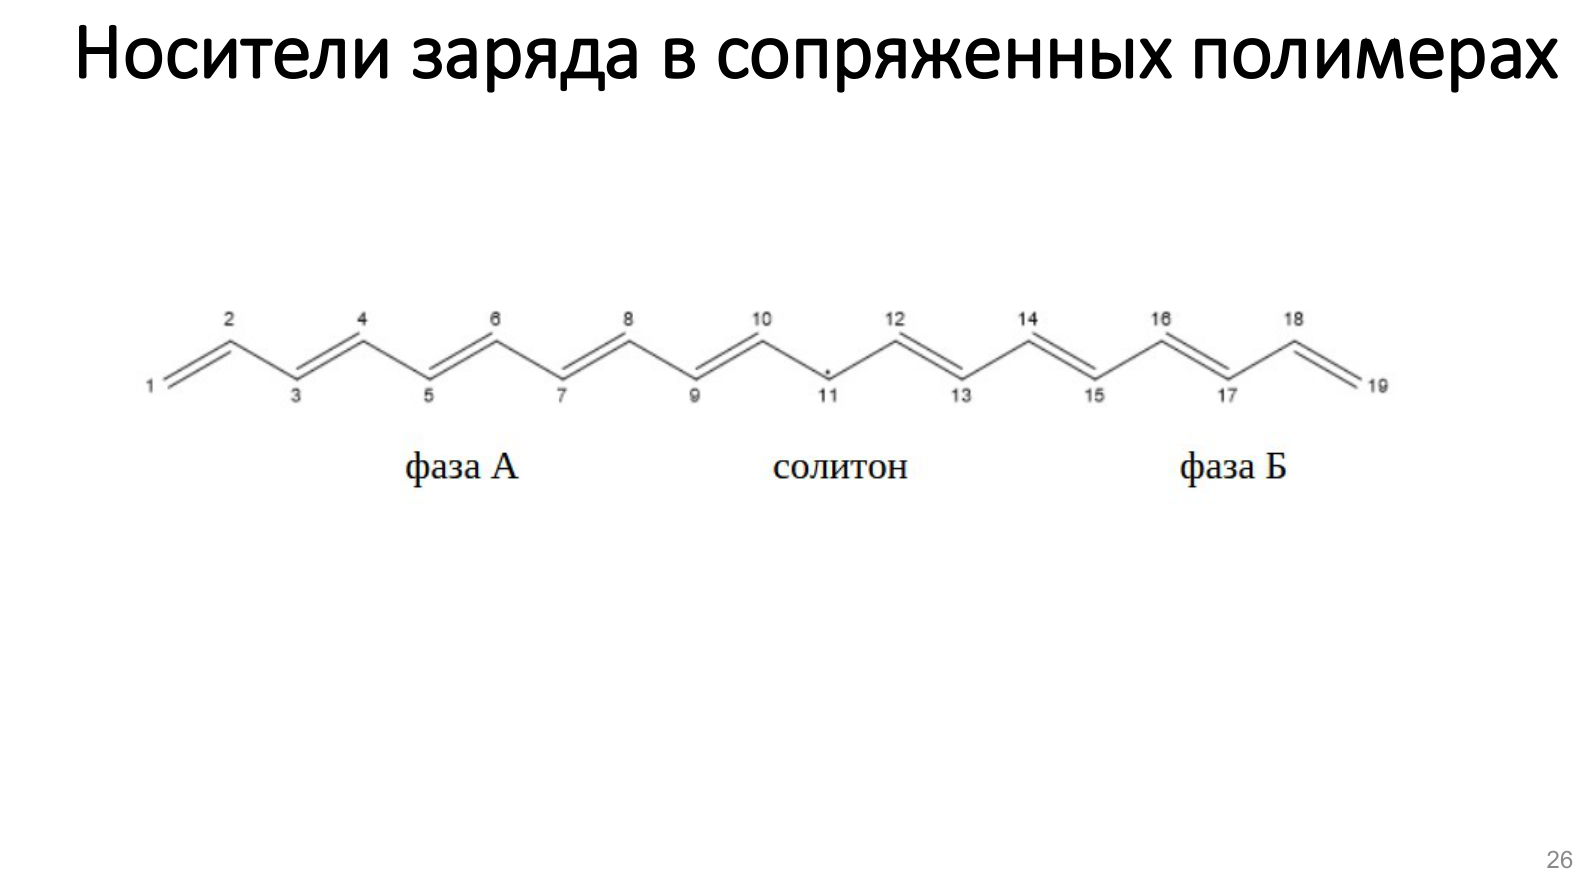 Носители заряда в сопряженных полимерах
2 4 6 8 10 12 14 16 18
1 3 5 7 9 11 13 15 17 19
фаза А солитон фаза Б
26